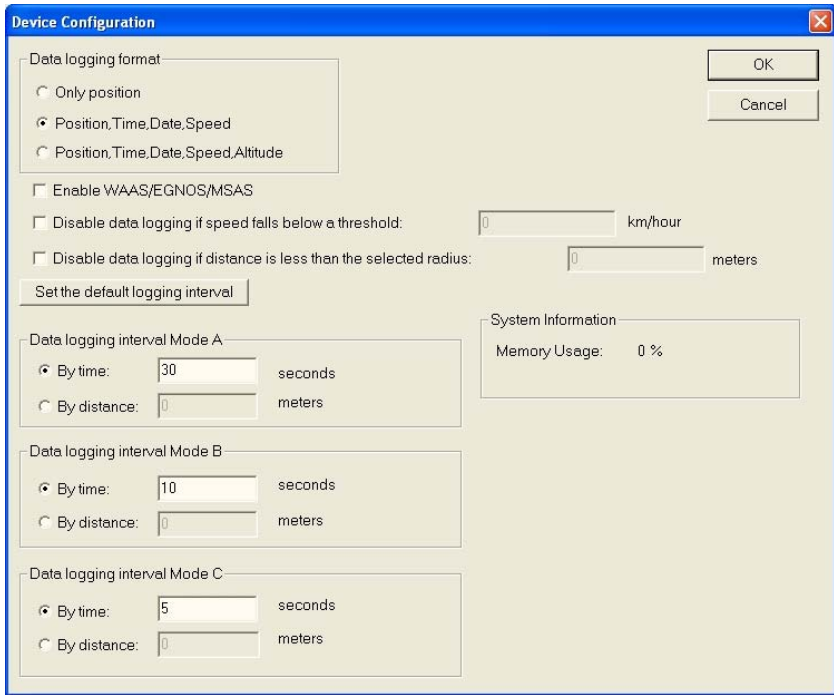 Device Configuration
Data logging format
Only position
Position,Time,Date,Speed
Position,Time,Date,Speed,Altitude
OK
Cancel
Enable WAAS/EGNOS/MSAS
Disable data logging if speed falls below a threshold: 0 km/hour
Disable data logging if distance is less than the selected radius: 0 meters
Set the default logging interval
System Information
Memory Usage: 0 %
Data logging interval Mode A
By time: 30 seconds
By distance: 0 meters
Data logging interval Mode B
By time: 10 seconds
By distance: 0 meters
Data logging interval Mode C
By time: 5 seconds
By distance: 0 meters